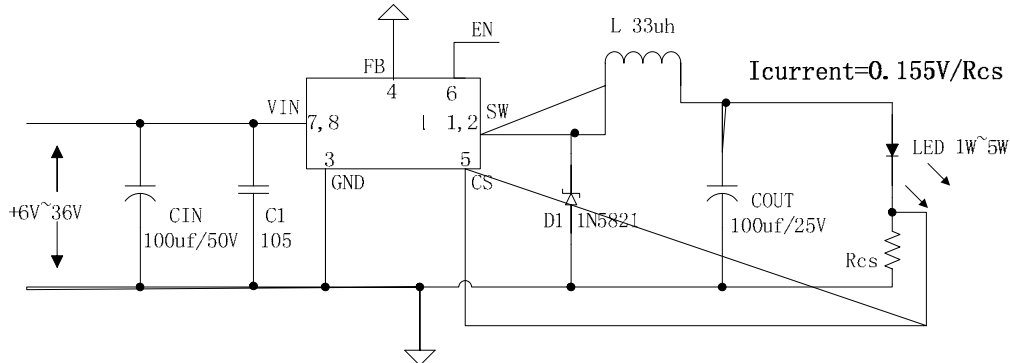 L 33uh
EN
FB
Icurrent=0.155V/Rcs
4
6
SW
VIN
7,8
1,2
3
5
GND
CS
LED 1W~5W
+6V~36V
CIN
100uf/50V
C1
105
D1 1N5821
COUT
100uf/25V
Rcs